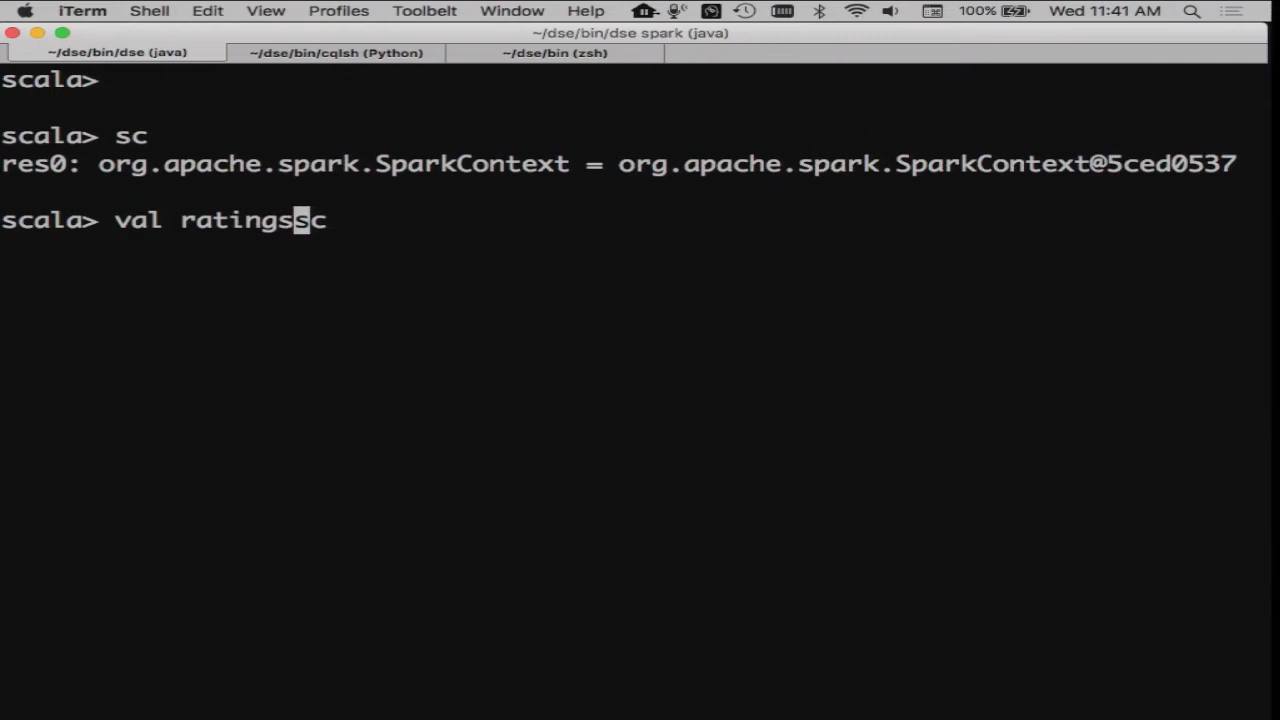 iTerm Shell Edit View Profiles Toolbelt Window Help 100% Wed 11:41 AM
~/dse/bin/dse spark (java)
~/dse/bin/dse (java) ~/dse/bin/cqlsh (Python) ~/dse/bin (zsh)
scala>
scala> sc
res0: org.apache.spark.SparkContext = org.apache.spark.SparkContext@5ced0537
scala> val ratingssc